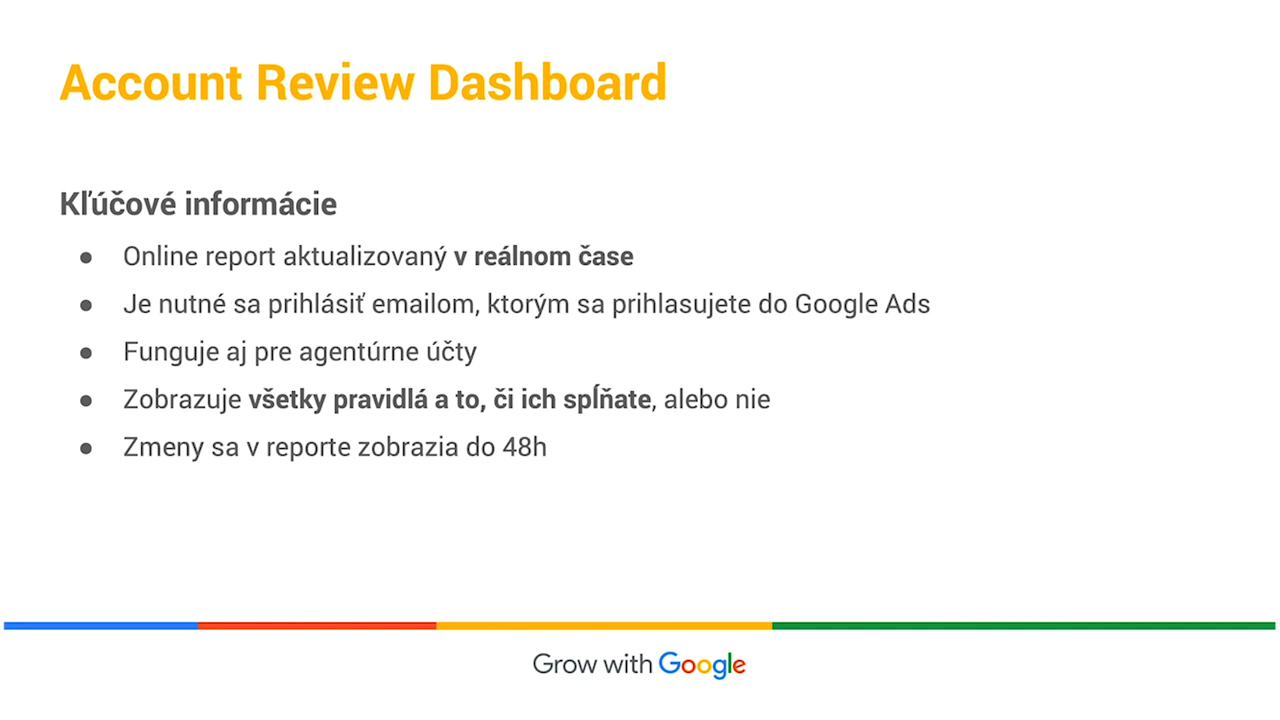 Account Review Dashboard
Kľúčové informácie
● Online report aktualizovaný v reálnom čase
● Je nutné sa prihlásiť emailom, ktorým sa prihlasujete do Google Ads
● Funguje aj pre agentúrne účty
● Zobrazuje všetky pravidlá a to, či ich spĺňate, alebo nie
● Zmeny sa v reporte zobrazia do 48h
Grow with Google